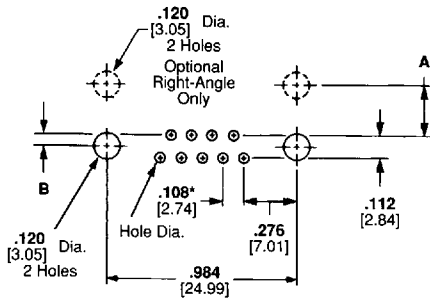 .120 Dia.
[3.05]
2 Holes
Optional
Right-Angle
Only
A
B
.108*
[2.74]
Hole Dia.
.276
[7.01]
.112
[2.84]
.120 Dia.
[3.05]
2 Holes
.984
[24.99]